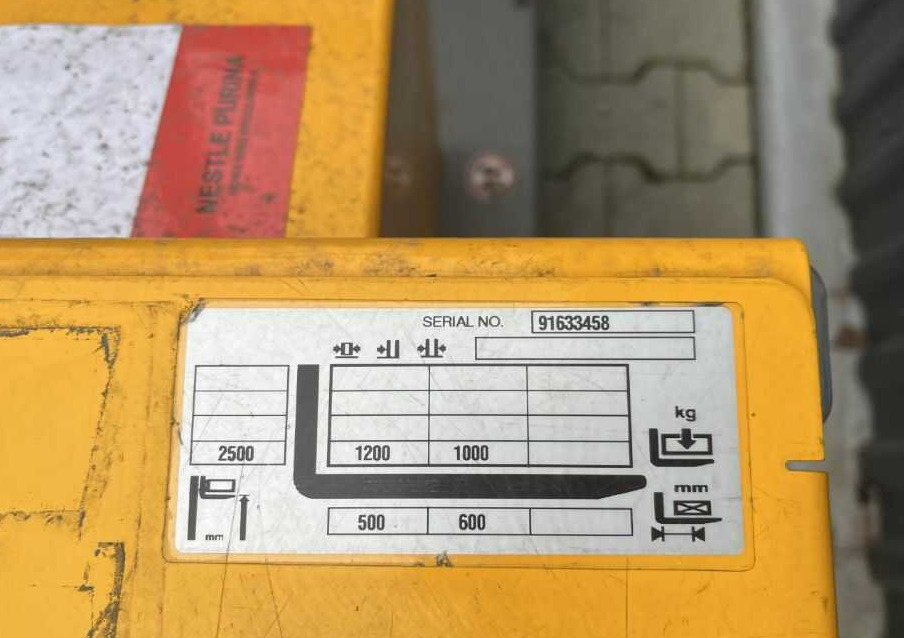 NESTLE PURINA
SERIAL NO. 91633458
2500 1200 1000
kg
mm
mm
500 600